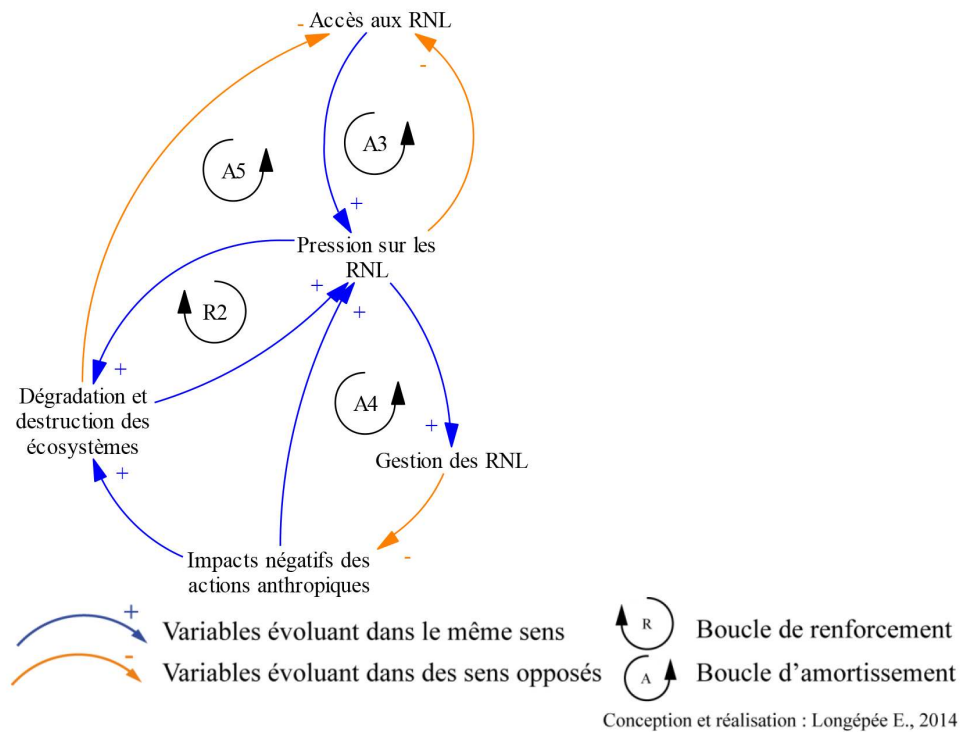 - Accès aux RNL
-
A3
A5
+
Pression sur les
RNL
+
+
R2
+
Dégradation et
destruction des
écosystèmes
A4
+
Gestion des RNL
+
-
Impacts négatifs des
actions anthropiques
+
Variables évoluant dans le même sens
R
Boucle de renforcement
-
Variables évoluant dans des sens opposés
A
Boucle d'amortissement
Conception et réalisation : Longépée E., 2014